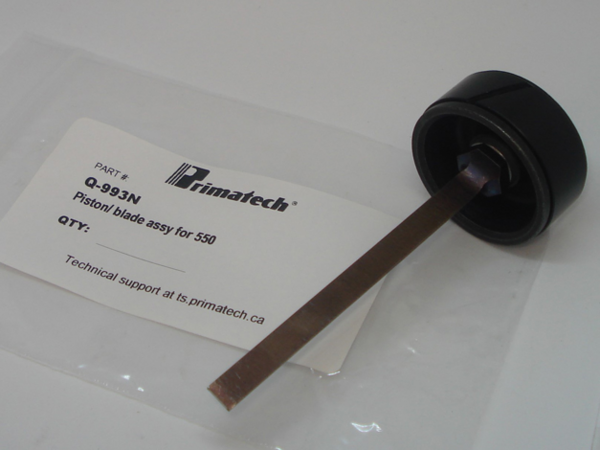 Primatech®
PART #:
Q-993N
Piston/ blade assy for 550
QTY:
Technical support at ts.primatech.ca